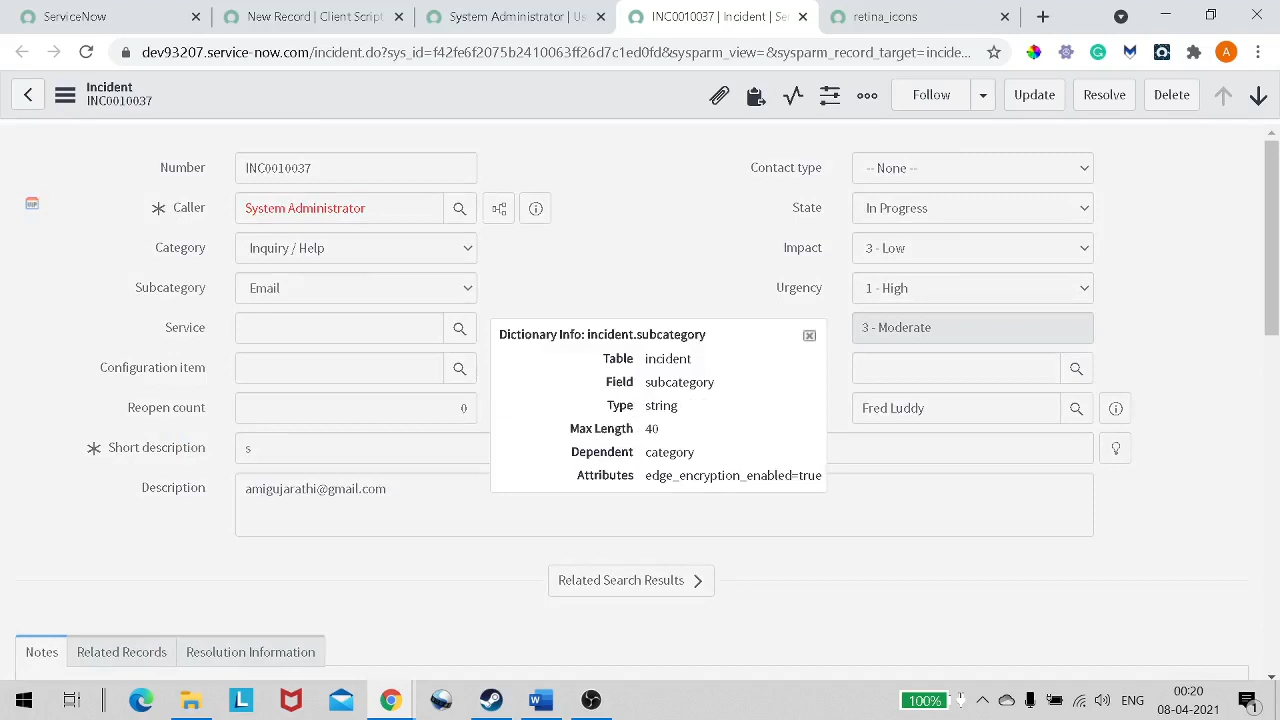 ServiceNow
New Record | Client Script
System Administrator | Us
INC0010037 | Incident | Se
retina_icons
dev93207.service-now.com/incident.do?sys_id=f42fe6f2075b2410063ff26d7c1ed0fd&sysparm_view=&sysparm_record_target=incide...
A
Incident
INC0010037
Follow
Update
Resolve
Delete
Number
INC0010037
Contact type
-- None --
Caller
System Administrator
State
In Progress
Category
Inquiry / Help
Impact
3 - Low
Subcategory
Email
Urgency
1 - High
Service
3 - Moderate
Dictionary Info: incident.subcategory
Table incident
Field subcategory
Type string
Max Length 40
Dependent category
Attributes edge_encryption_enabled=true
Configuration item
Reopen count
0
Fred Luddy
Short description
s
Description
amigujarathi@gmail.com
Related Search Results
Notes
Related Records
Resolution Information
L
100%
ENG
00:20
08-04-2021
1